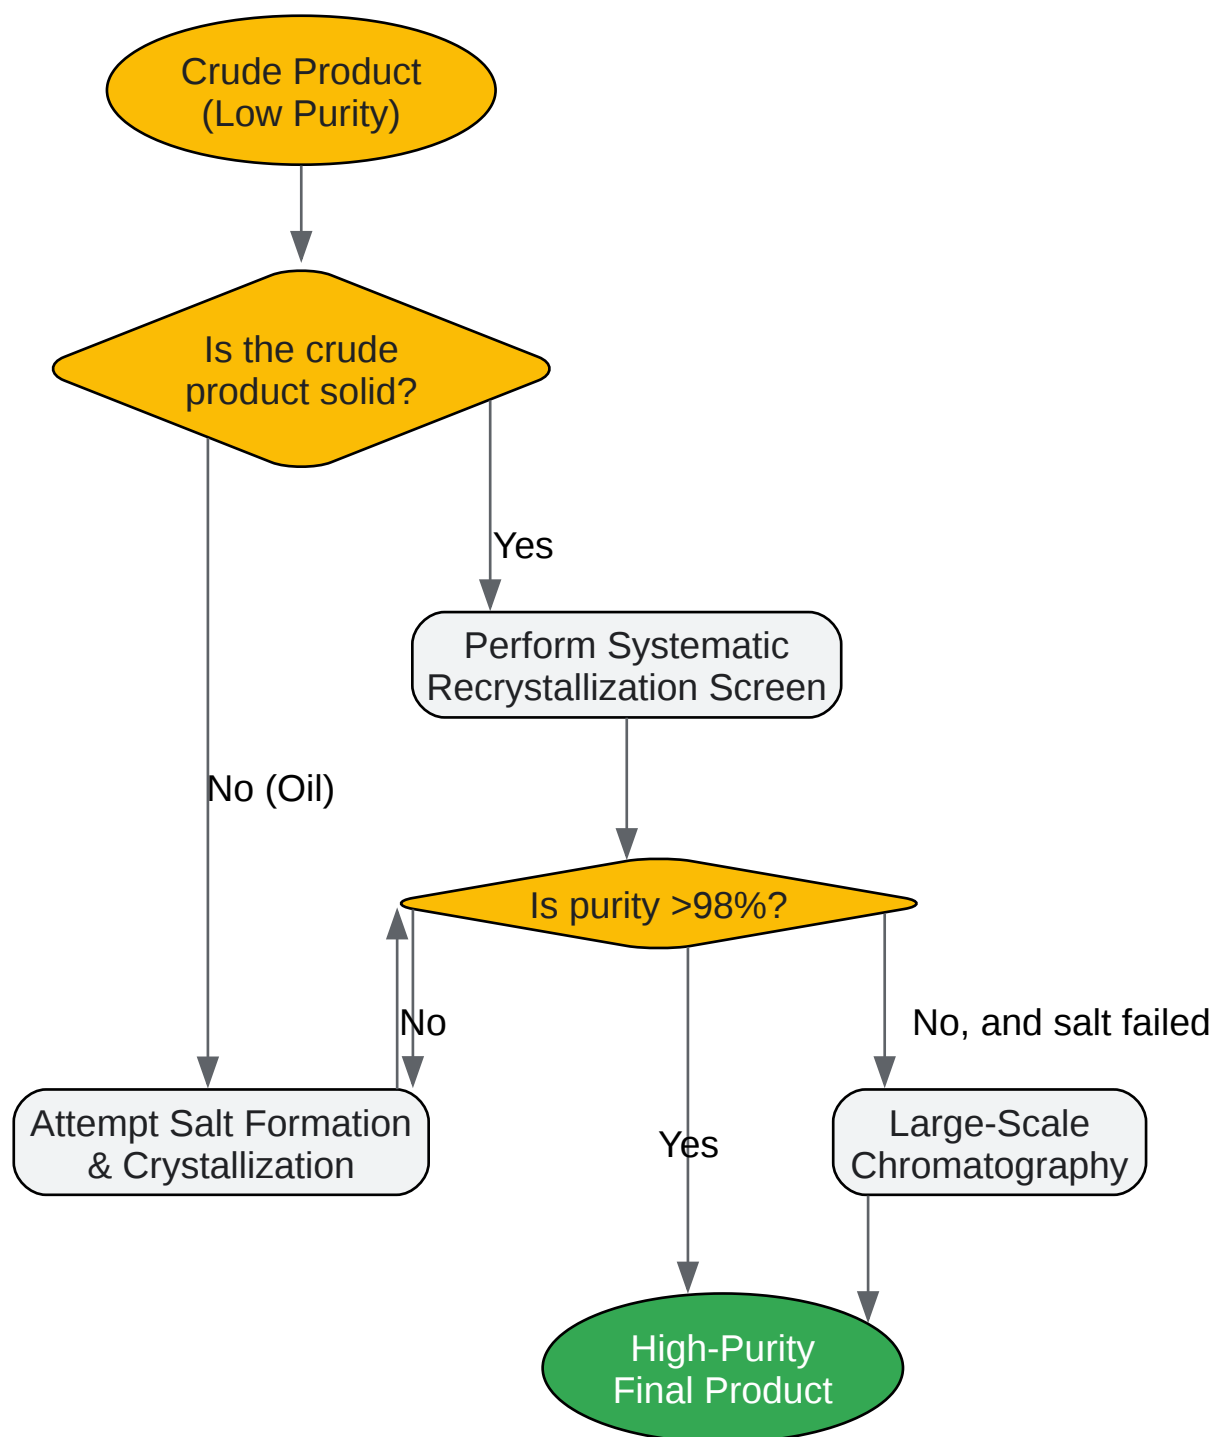 Crude Product
(Low Purity)
Is the crude
product solid?
Yes
Perform Systematic
Recrystallization Screen
No (Oil)
Is purity >98%?
No
No, and salt failed
Attempt Salt Formation
& Crystallization
Yes
Large-Scale
Chromatography
High-Purity
Final Product